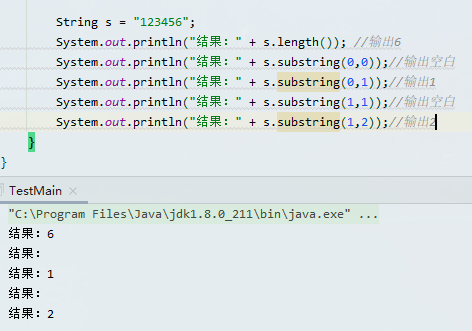 String s = "123456";
System.out.println("结果：" + s.length()); //输出6
System.out.println("结果：" + s.substring(0,0));//输出空白
System.out.println("结果：" + s.substring(0,1));//输出1
System.out.println("结果：" + s.substring(1,1));//输出空白
System.out.println("结果：" + s.substring(1,2));//输出2
}
}
TestMain ×
"C:\Program Files\Java\jdk1.8.0_211\bin\java.exe" ...
结果：6
结果：
结果：1
结果：
结果：2